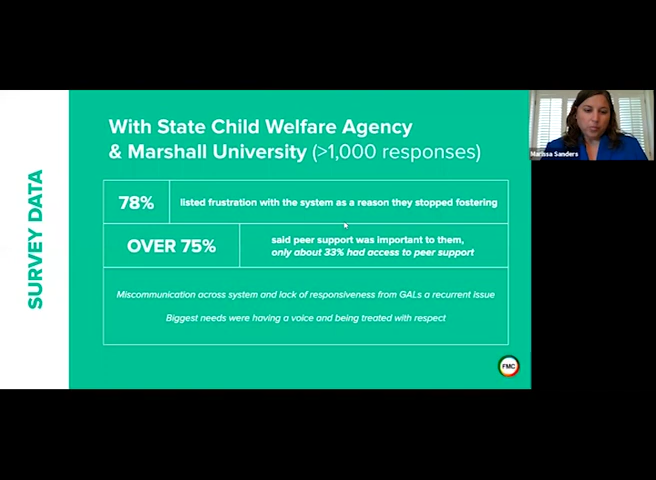 SURVEY DATA
With State Child Welfare Agency
& Marshall University (>1,000 responses)
78%
listed frustration with the system as a reason they stopped fostering
OVER 75%
said peer support was important to them,
only about 33% had access to peer support
Miscommunication across system and lack of responsiveness from GALs a recurrent issue
Biggest needs were having a voice and being treated with respect
FMC
Marissa Sanders